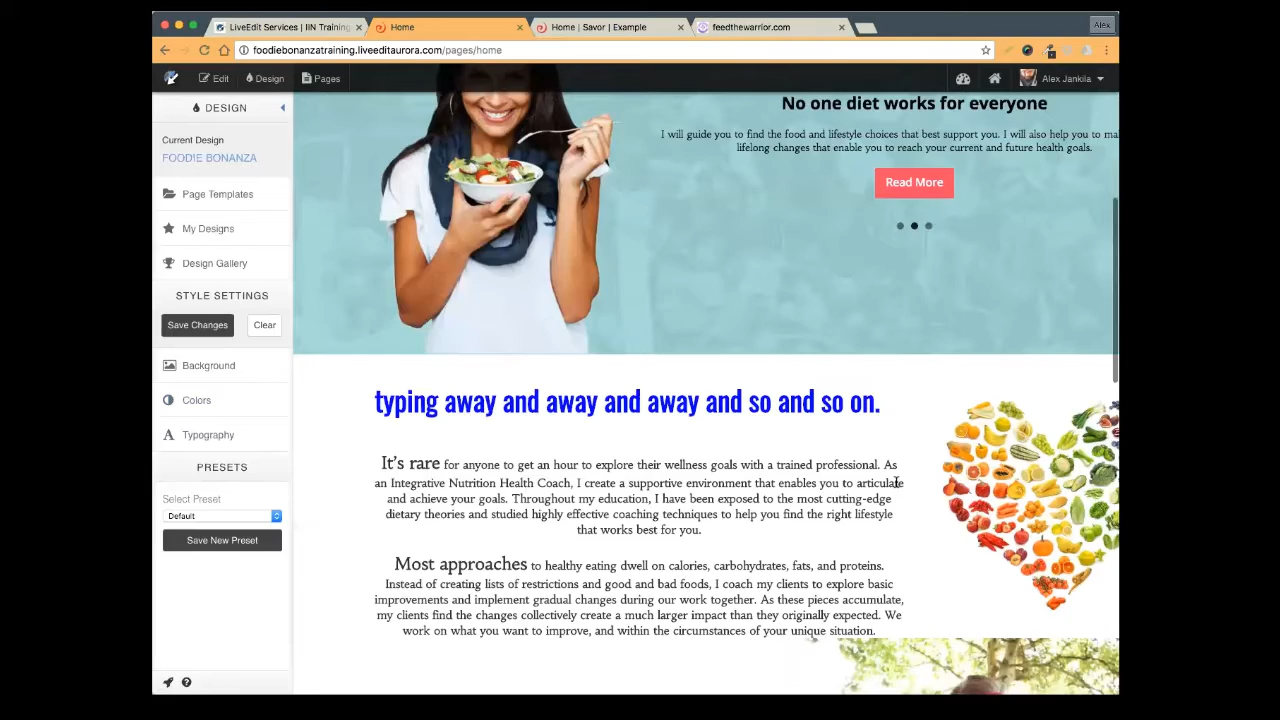 LiveEdit Services | IIN Training
Home
Home | Savor | Example
feedthewarrior.com
Alex
foodiebonanzatraining.liveeditaurora.com/pages/home
Edit
Design
Pages
Alex Jankila
DESIGN
Current Design
FOODIE BONANZA
Page Templates
My Designs
Design Gallery
STYLE SETTINGS
Save Changes
Clear
Background
Colors
Typography
PRESETS
Select Preset
Default
Save New Preset
No one diet works for everyone
I will guide you to find the food and lifestyle choices that best support you. I will also help you to ma
lifelong changes that enable you to reach your current and future health goals.
Read More
typing away and away and away and so and so on.
It's rare for anyone to get an hour to explore their wellness goals with a trained professional. As
an Integrative Nutrition Health Coach, I create a supportive environment that enables you to articulate
and achieve your goals. Throughout my education, I have been exposed to the most cutting-edge
dietary theories and studied highly effective coaching techniques to help you find the right lifestyle
that works best for you.
Most approaches to healthy eating dwell on calories, carbohydrates, fats, and proteins.
Instead of creating lists of restrictions and good and bad foods, I coach my clients to explore basic
improvements and implement gradual changes during our work together. As these pieces accumulate,
my clients find the changes collectively create a much larger impact than they originally expected. We
work on what you want to improve, and within the circumstances of your unique situation.